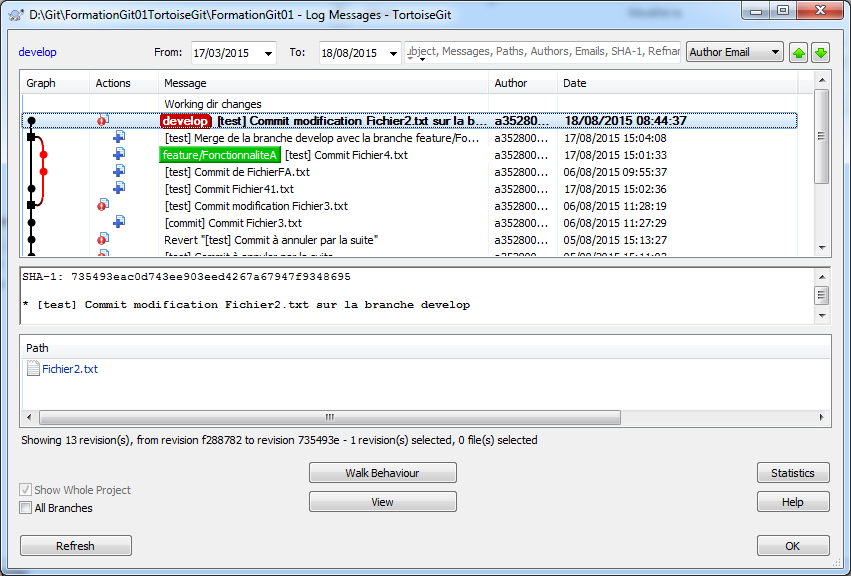 D:\Git\FormationGit01TortoiseGit\FormationGit01 - Log Messages - TortoiseGit
develop From: 17/03/2015 To: 18/08/2015 ubject, Messages, Paths, Authors, Emails, SHA-1, Refnar Author Email
Graph Actions Message Author Date
Working dir changes
develop [test] Commit modification Fichier2.txt sur la b... a352800... 18/08/2015 08:44:37
[test] Merge de la branche develop avec la branche feature/Fo... a352800... 17/08/2015 15:04:08
feature/FonctionnaliteA [test] Commit Fichier4.txt a352800... 17/08/2015 15:01:33
[test] Commit de FichierFA.txt a352800... 06/08/2015 09:55:37
[test] Commit Fichier41.txt a352800... 17/08/2015 15:02:36
[test] Commit modification Fichier3.txt a352800... 06/08/2015 11:28:19
[commit] Commit Fichier3.txt a352800... 06/08/2015 11:27:29
Revert "[test] Commit à annuler par la suite" a352800... 05/08/2015 15:13:27
[test] Commit à annuler par la suite
SHA-1: 735493eac0d743ee903eed4267a67947f9348695
* [test] Commit modification Fichier2.txt sur la branche develop
Path
Fichier2.txt
Showing 13 revision(s), from revision f288782 to revision 735493e - 1 revision(s) selected, 0 file(s) selected
Walk Behaviour Statistics
Show Whole Project
All Branches View Help
Refresh OK